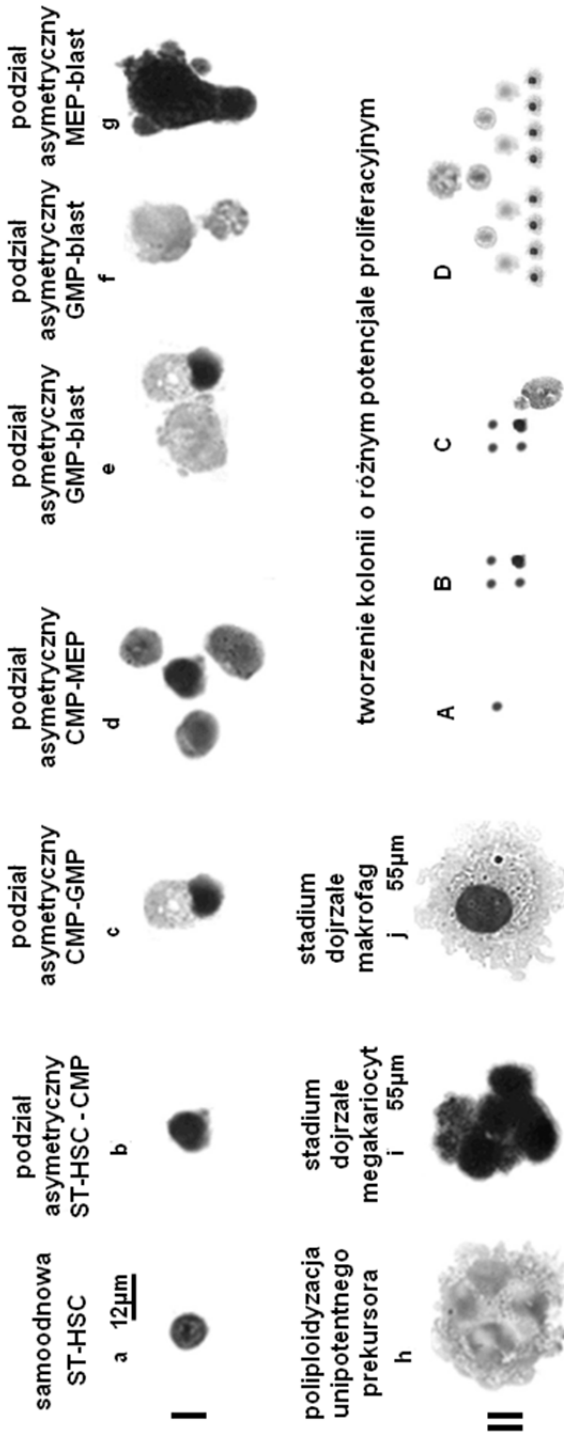 I
samoodnowa
ST-HSC
a 12µm
podział
asymetryczny
ST-HSC - CMP
b
podział
asymetryczny
CMP-GMP
c
podział
asymetryczny
CMP-MEP
d
podział
asymetryczny
GMP-blast
e
podział
asymetryczny
GMP-blast
f
podział
asymetryczny
MEP-blast
g
II
poliploidyzacja
unipotentnego
prekursora
h
stadium
dojrzałe
megakariocyt
i 55µm
stadium
dojrzałe
makrofag
j 55µm
tworzenie kolonii o różnym potencjale proliferacyjnym
A
B
C
D